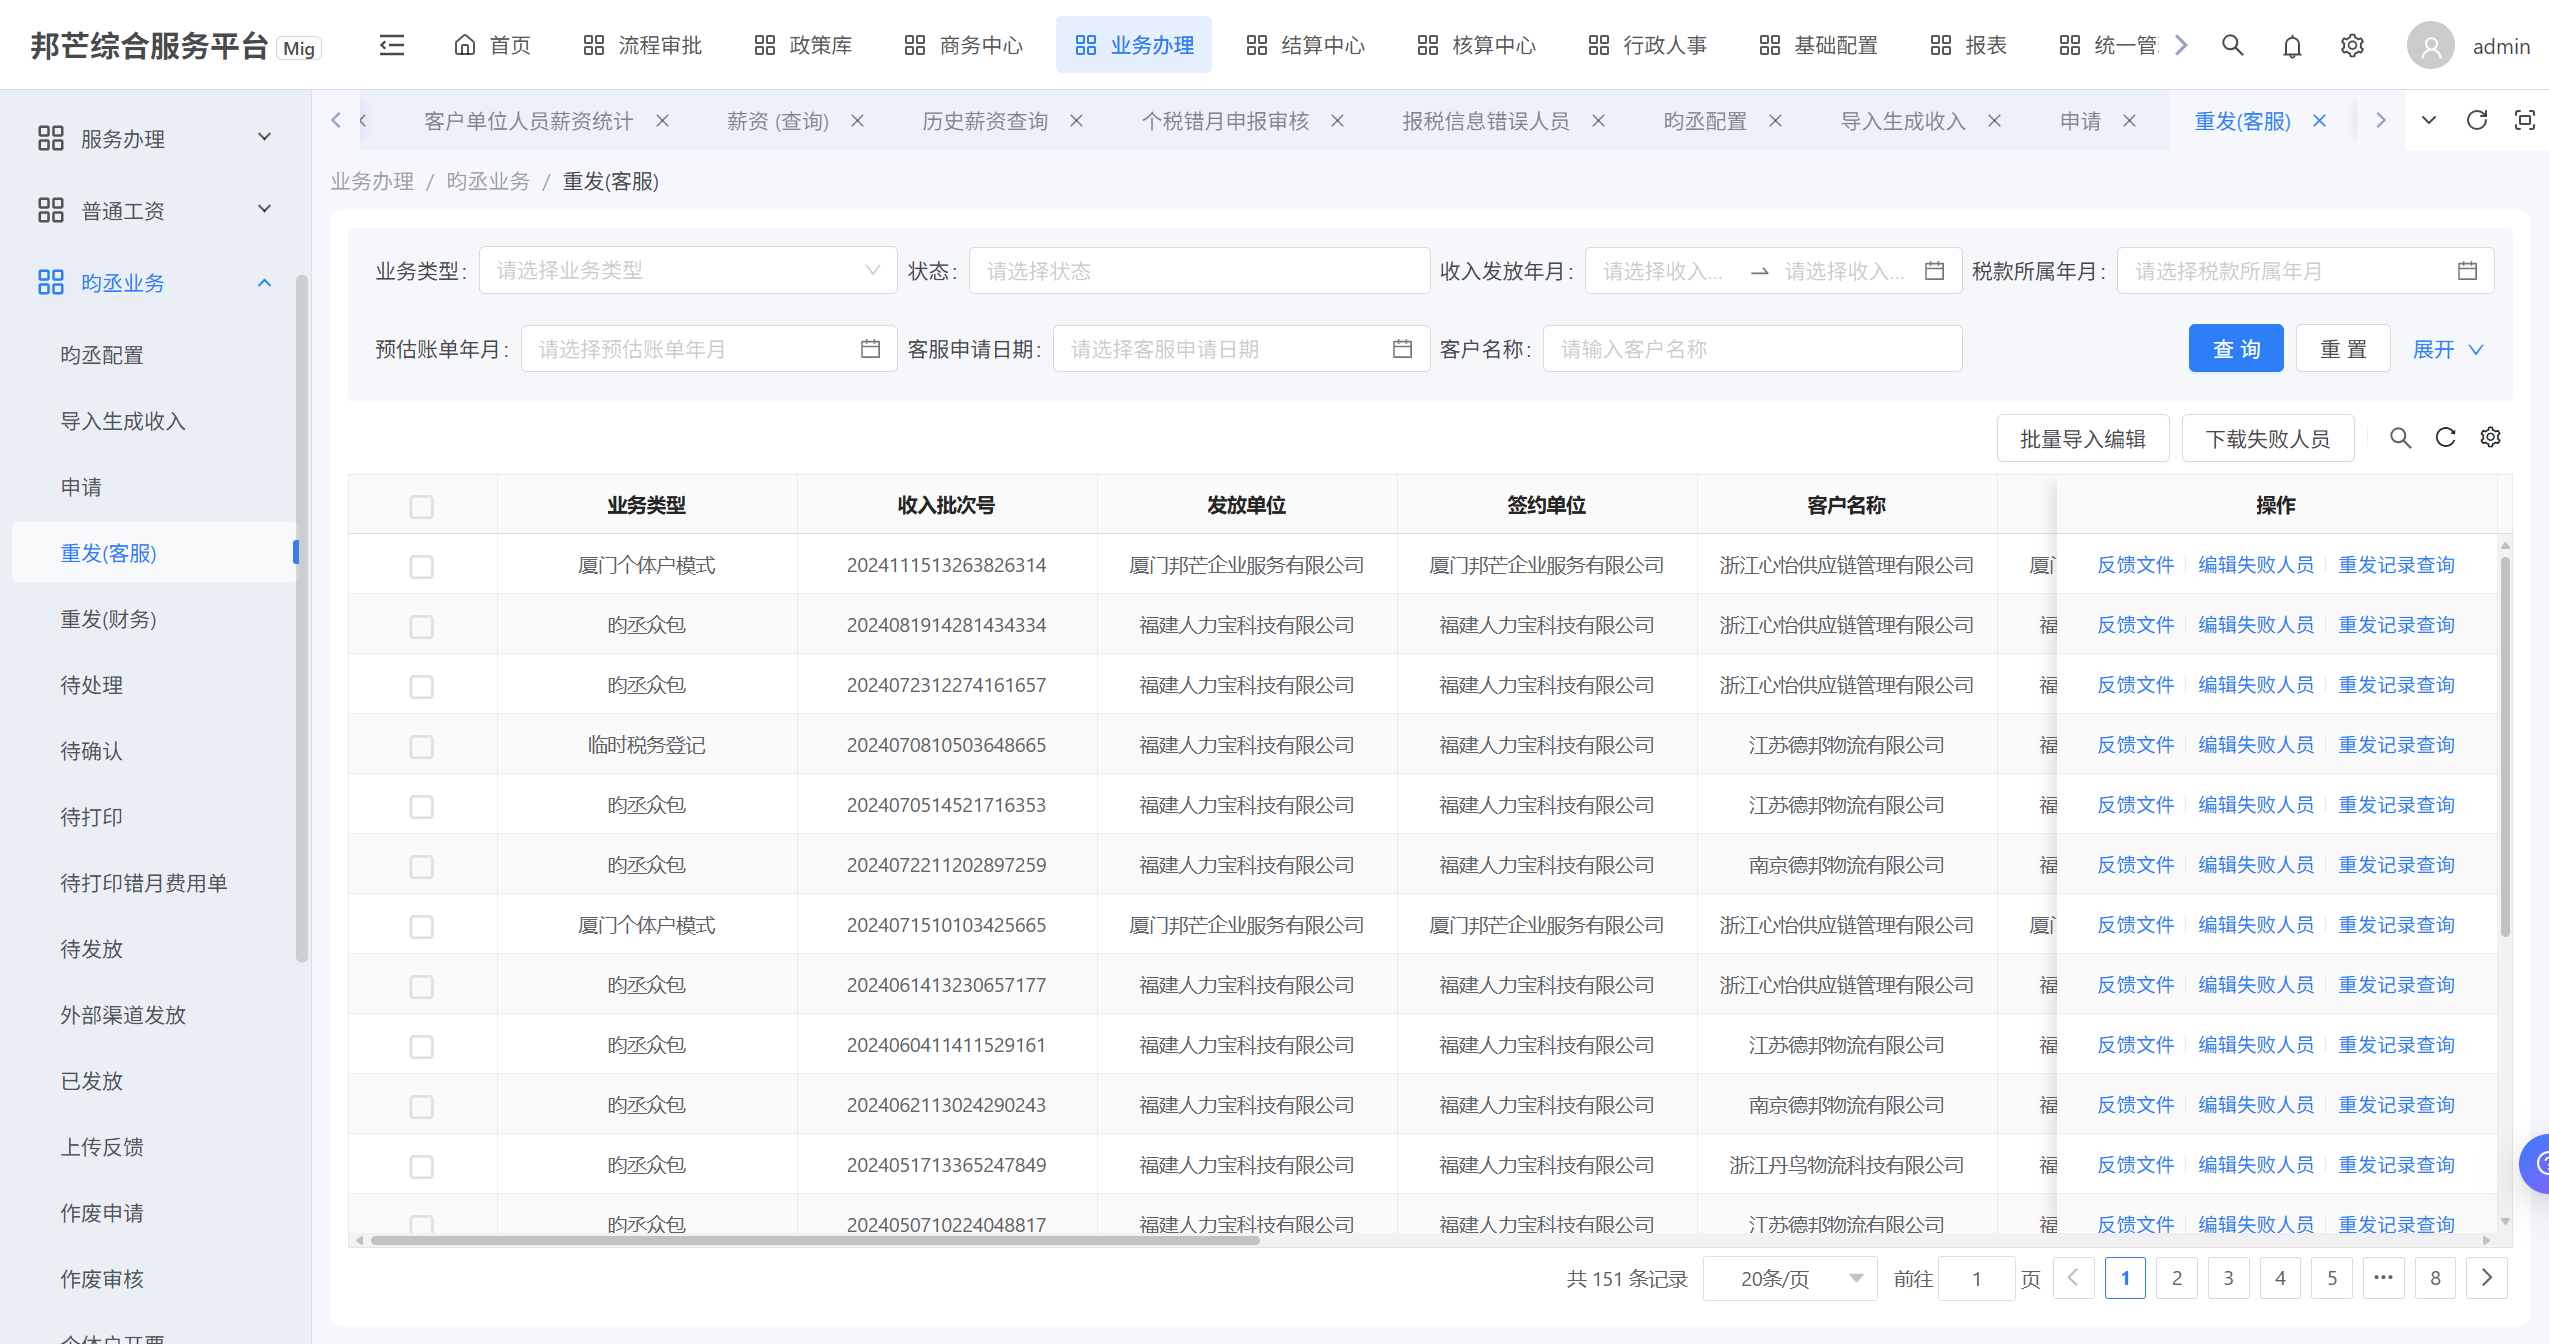 邦芒综合服务平台 Mig 首页 流程审批 政策库 商务中心 业务办理 结算中心 核算中心 行政人事 基础配置 报表 统一管 admin
客户单位人员薪资统计 薪资 (查询) 历史薪资查询 个税错月申报审核 报税信息错误人员 昀丞配置 导入生成收入 申请 重发(客服)
业务办理 / 昀丞业务 / 重发(客服)
服务办理
普通工资
昀丞业务
昀丞配置
导入生成收入
申请
重发(客服)
重发(财务)
待处理
待确认
待打印
待打印错月费用单
待发放
外部渠道发放
已发放
上传反馈
作废申请
作废审核
个体户开票
业务类型: 请选择业务类型 状态: 请选择状态 收入发放年月: 请选择收入... 请选择收入... 税款所属年月: 请选择税款所属年月
预估账单年月: 请选择预估账单年月 客服申请日期: 请选择客服申请日期 客户名称: 请输入客户名称 查 询 重 置 展开
批量导入编辑 下载失败人员
业务类型 收入批次号 发放单位 签约单位 客户名称 操作
厦门个体户模式 2024111513263826314 厦门邦芒企业服务有限公司 厦门邦芒企业服务有限公司 浙江心怡供应链管理有限公司 厦门 反馈文件 编辑失败人员 重发记录查询
昀丞众包 2024081914281434334 福建人力宝科技有限公司 福建人力宝科技有限公司 浙江心怡供应链管理有限公司 福 反馈文件 编辑失败人员 重发记录查询
昀丞众包 2024072312274161657 福建人力宝科技有限公司 福建人力宝科技有限公司 浙江心怡供应链管理有限公司 福 反馈文件 编辑失败人员 重发记录查询
临时税务登记 2024070810503648665 福建人力宝科技有限公司 福建人力宝科技有限公司 江苏德邦物流有限公司 福 反馈文件 编辑失败人员 重发记录查询
昀丞众包 2024070514521716353 福建人力宝科技有限公司 福建人力宝科技有限公司 江苏德邦物流有限公司 福 反馈文件 编辑失败人员 重发记录查询
昀丞众包 2024072211202897259 福建人力宝科技有限公司 福建人力宝科技有限公司 南京德邦物流有限公司 福 反馈文件 编辑失败人员 重发记录查询
厦门个体户模式 2024071510103425665 厦门邦芒企业服务有限公司 厦门邦芒企业服务有限公司 浙江心怡供应链管理有限公司 厦门 反馈文件 编辑失败人员 重发记录查询
昀丞众包 2024061413230657177 福建人力宝科技有限公司 福建人力宝科技有限公司 浙江心怡供应链管理有限公司 福 反馈文件 编辑失败人员 重发记录查询
昀丞众包 2024060411411529161 福建人力宝科技有限公司 福建人力宝科技有限公司 江苏德邦物流有限公司 福 反馈文件 编辑失败人员 重发记录查询
昀丞众包 2024062113024290243 福建人力宝科技有限公司 福建人力宝科技有限公司 南京德邦物流有限公司 福 反馈文件 编辑失败人员 重发记录查询
昀丞众包 2024051713365247849 福建人力宝科技有限公司 福建人力宝科技有限公司 浙江丹鸟物流科技有限公司 福 反馈文件 编辑失败人员 重发记录查询
昀丞众包 2024050710224048817 福建人力宝科技有限公司 福建人力宝科技有限公司 江苏德邦物流有限公司 福 反馈文件 编辑失败人员 重发记录查询
共 151 条记录 20条/页 前往 1 页 1 2 3 4 5 ••• 8